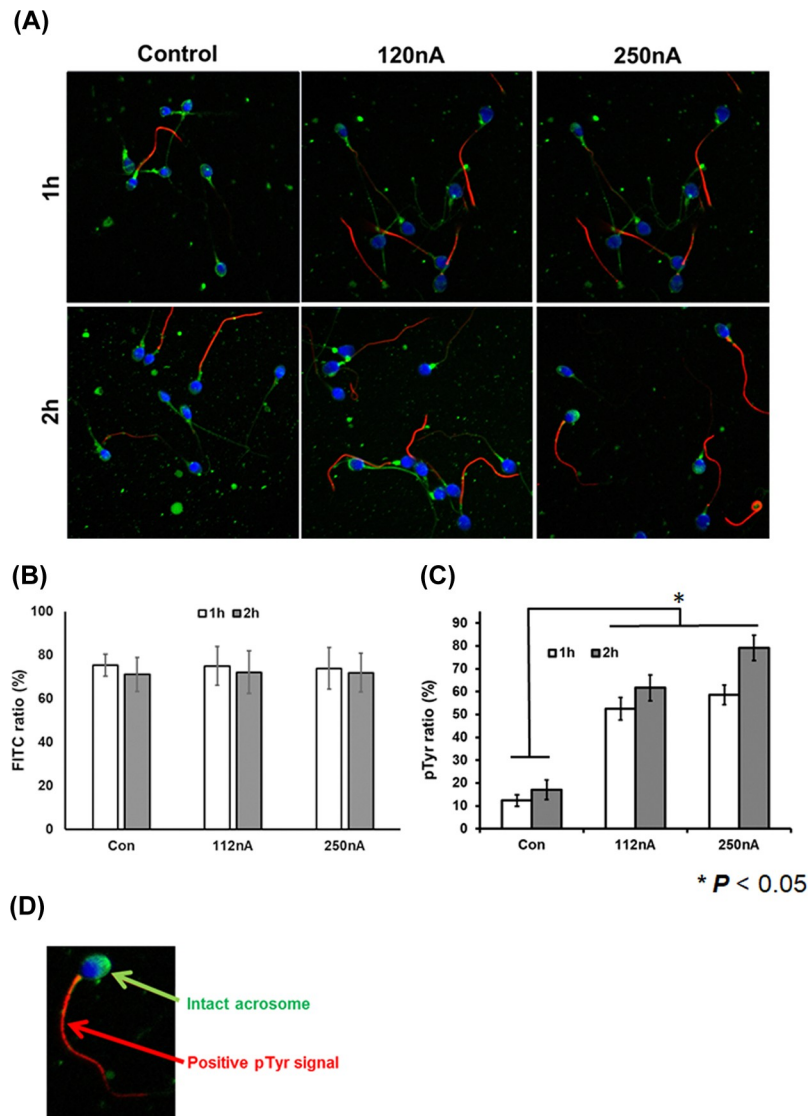 (A)
Control 120nA 250nA
1h
2h
(B)
FITC ratio (%)
100
80
60
40
20
0
1h 2h
Con 112nA 250nA
(C)
*
pTyr ratio (%)
90
80
70
60
50
40
30
20
10
0
1h 2h
Con 112nA 250nA
* P < 0.05
(D)
Intact acrosome
Positive pTyr signal